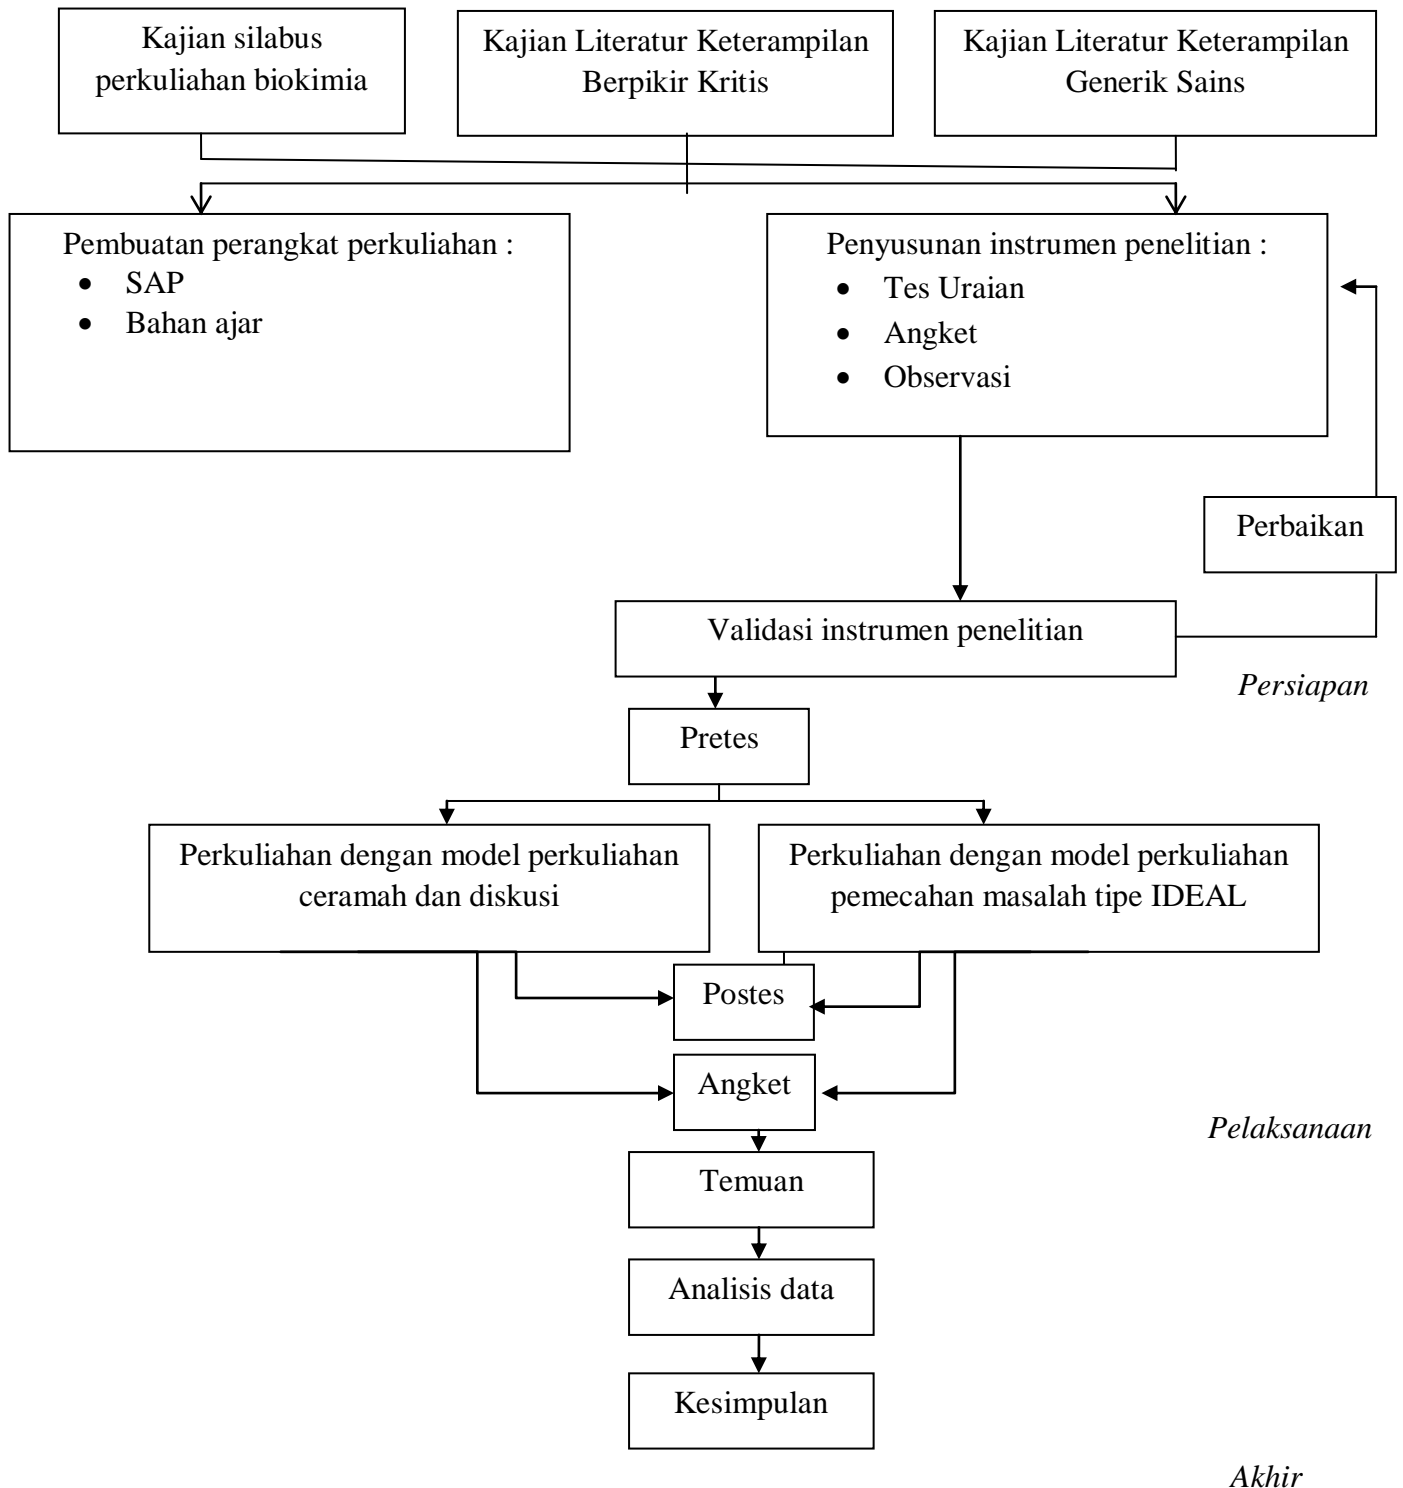 Kajian silabus
perkuliahan biokimia
Kajian Literatur Keterampilan
Berpikir Kritis
Kajian Literatur Keterampilan
Generik Sains
Pembuatan perangkat perkuliahan :
• SAP
• Bahan ajar
Penyusunan instrumen penelitian :
• Tes Uraian
• Angket
• Observasi
Perbaikan
Validasi instrumen penelitian
Persiapan
Pretes
Perkuliahan dengan model perkuliahan
ceramah dan diskusi
Perkuliahan dengan model perkuliahan
pemecahan masalah tipe IDEAL
Postes
Angket
Pelaksanaan
Temuan
Analisis data
Kesimpulan
Akhir